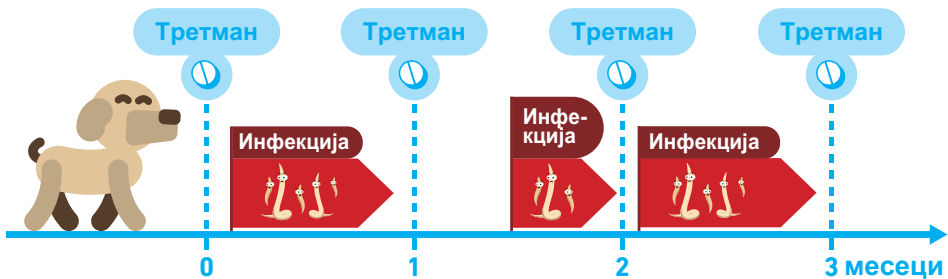 Третман
Третман
Третман
Третман
Инфекција
Инфе-
кција
Инфекција
0
1
2
3 месеци